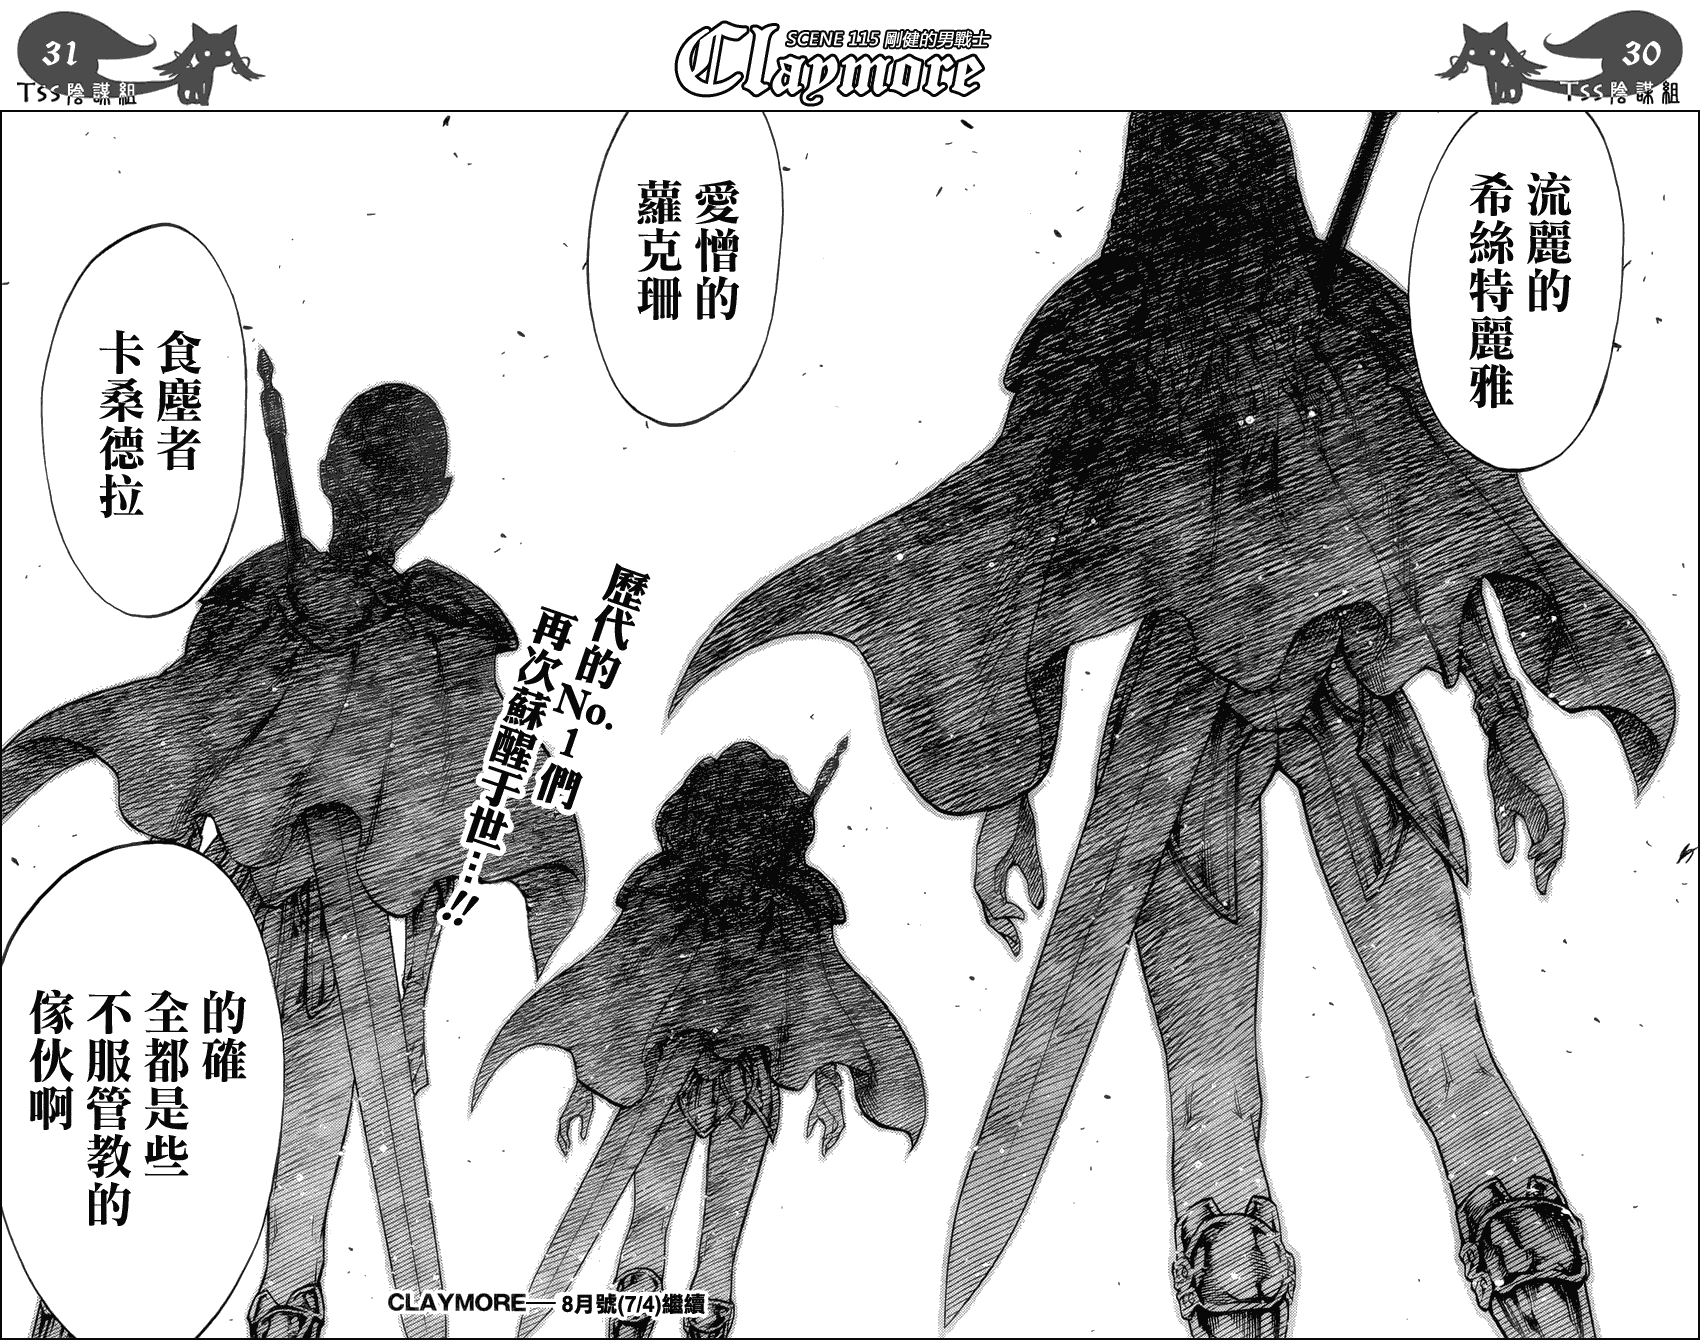 31
TSS陰謀組
SCENE 115 剛健的男戰士
Claymore
30
TSS陰謀組
流麗的
希絲特麗雅
愛憎的
蘿克珊
食塵者
卡桑德拉
歷代的No.1們、
再次蘇醒于世…!!
的確
全都是些
不服管教的
傢伙啊
CLAYMORE— 8月號(7/4)繼續